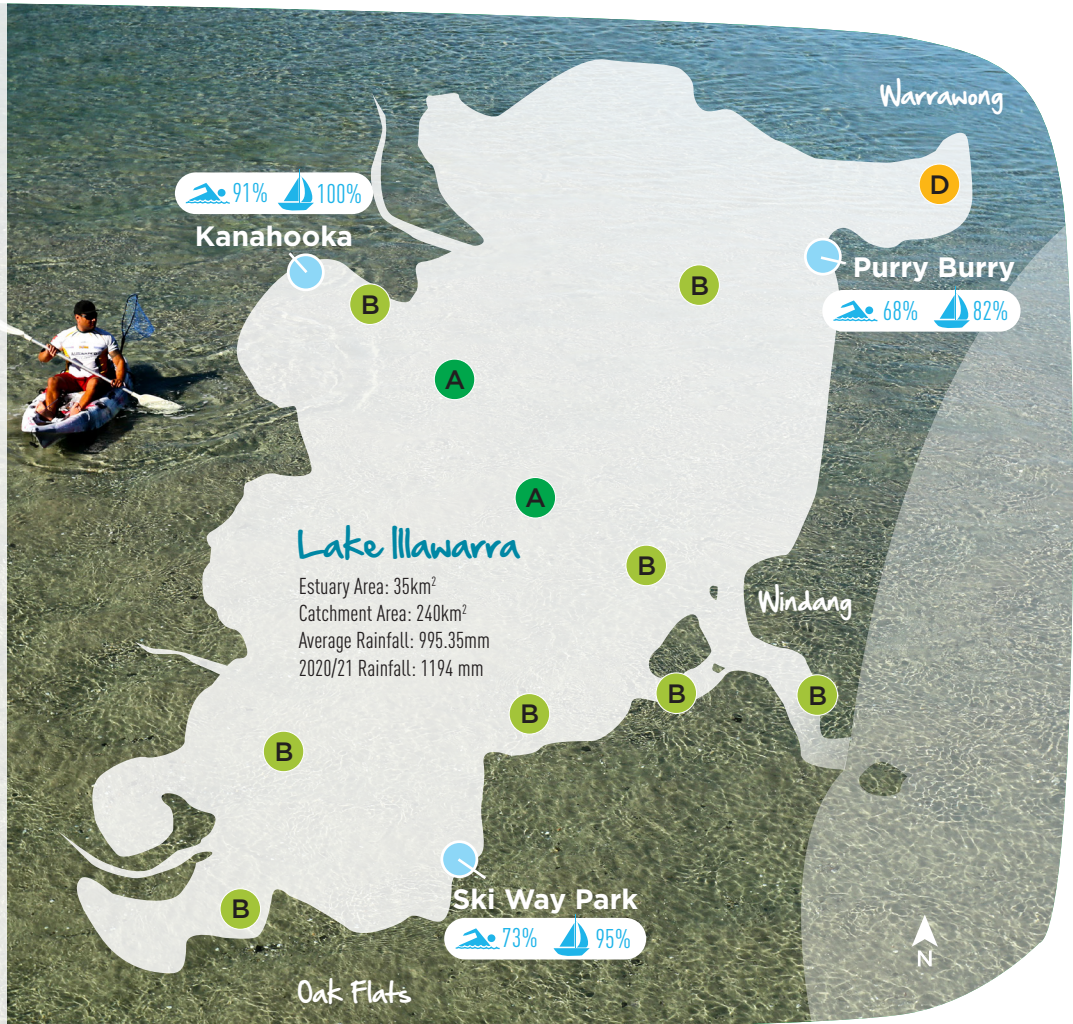 Warrawong
D
91% 100%
Kanahooka
B
B
Purry Burry
68% 82%
A
A
Lake Illawarra
Estuary Area: 35km²
Catchment Area: 240km²
Average Rainfall: 995.35mm
2020/21 Rainfall: 1194 mm
B
Windang
B
B
B
B
Ski Way Park
73% 95%
B
Oak Flats
N